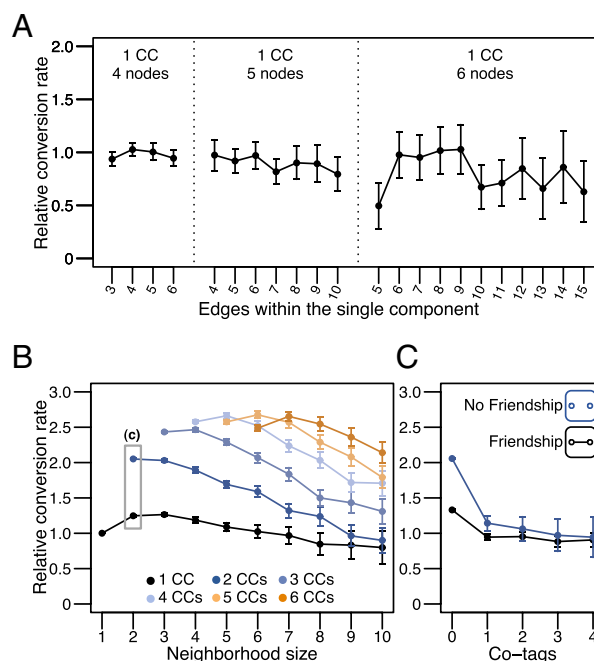 A
1 CC
4 nodes
1 CC
5 nodes
1 CC
6 nodes
Relative conversion rate
2.0
1.5
1.0
0.5
0
3 4 5 6 4 5 6 7 8 9 10 5 6 7 8 9 10 11 12 13 14 15
Edges within the single component
B
Relative conversion rate
3.0
2.5
2.0
1.5
1.0
0.5
0
(c)
1 CC 2 CCs 3 CCs
4 CCs 5 CCs 6 CCs
1 2 3 4 5 6 7 8 9 10
Neighborhood size
C
3.0
2.5
2.0
1.5
1.0
0.5
0
No Friendship
Friendship
0 1 2 3 4
Co−tags